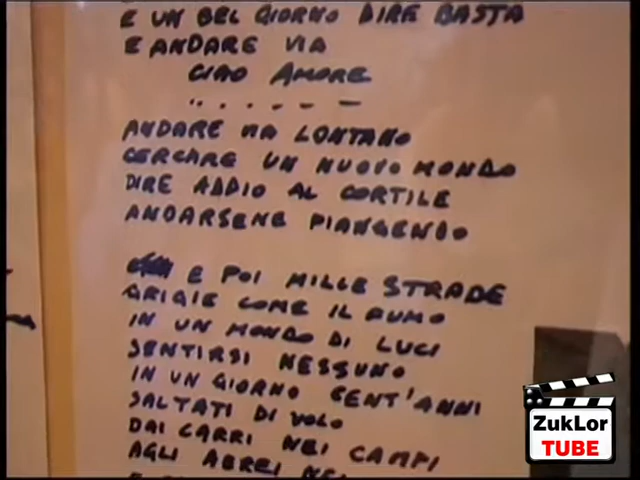 E UN BEL GIORNO DIRE BASTA
E ANDARE VIA
CIAO AMORE
.. . . . . – –
ANDARE VIA LONTANO
CERCARE UN NUOVO MONDO
DIRE ADDIO AL CORTILE
ANDARSENE PIANGENDO
E POI MILLE STRADE
GRIGIE COME IL FUMO
IN UN MONDO DI LUCI
SENTIRSI NESSUNO
IN UN GIORNO CENT'ANNI
SALTATI DI VOLO
DAI CARRI NEI CAMPI
AGLI AEREI NEL
E
ZukLor
TUBE